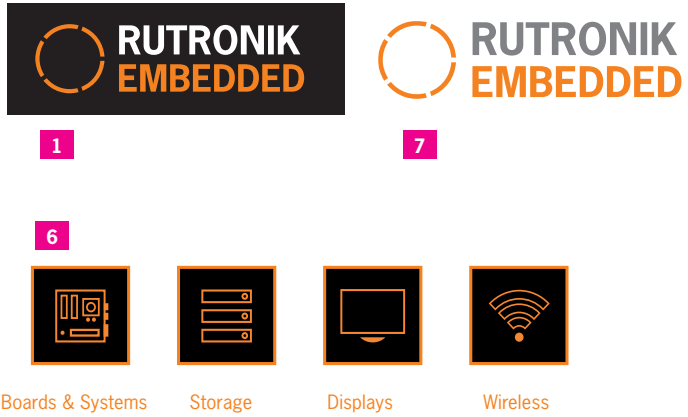 RUTRONIK
EMBEDDED
RUTRONIK
EMBEDDED
1
7
6
Boards & Systems
Storage
Displays
Wireless